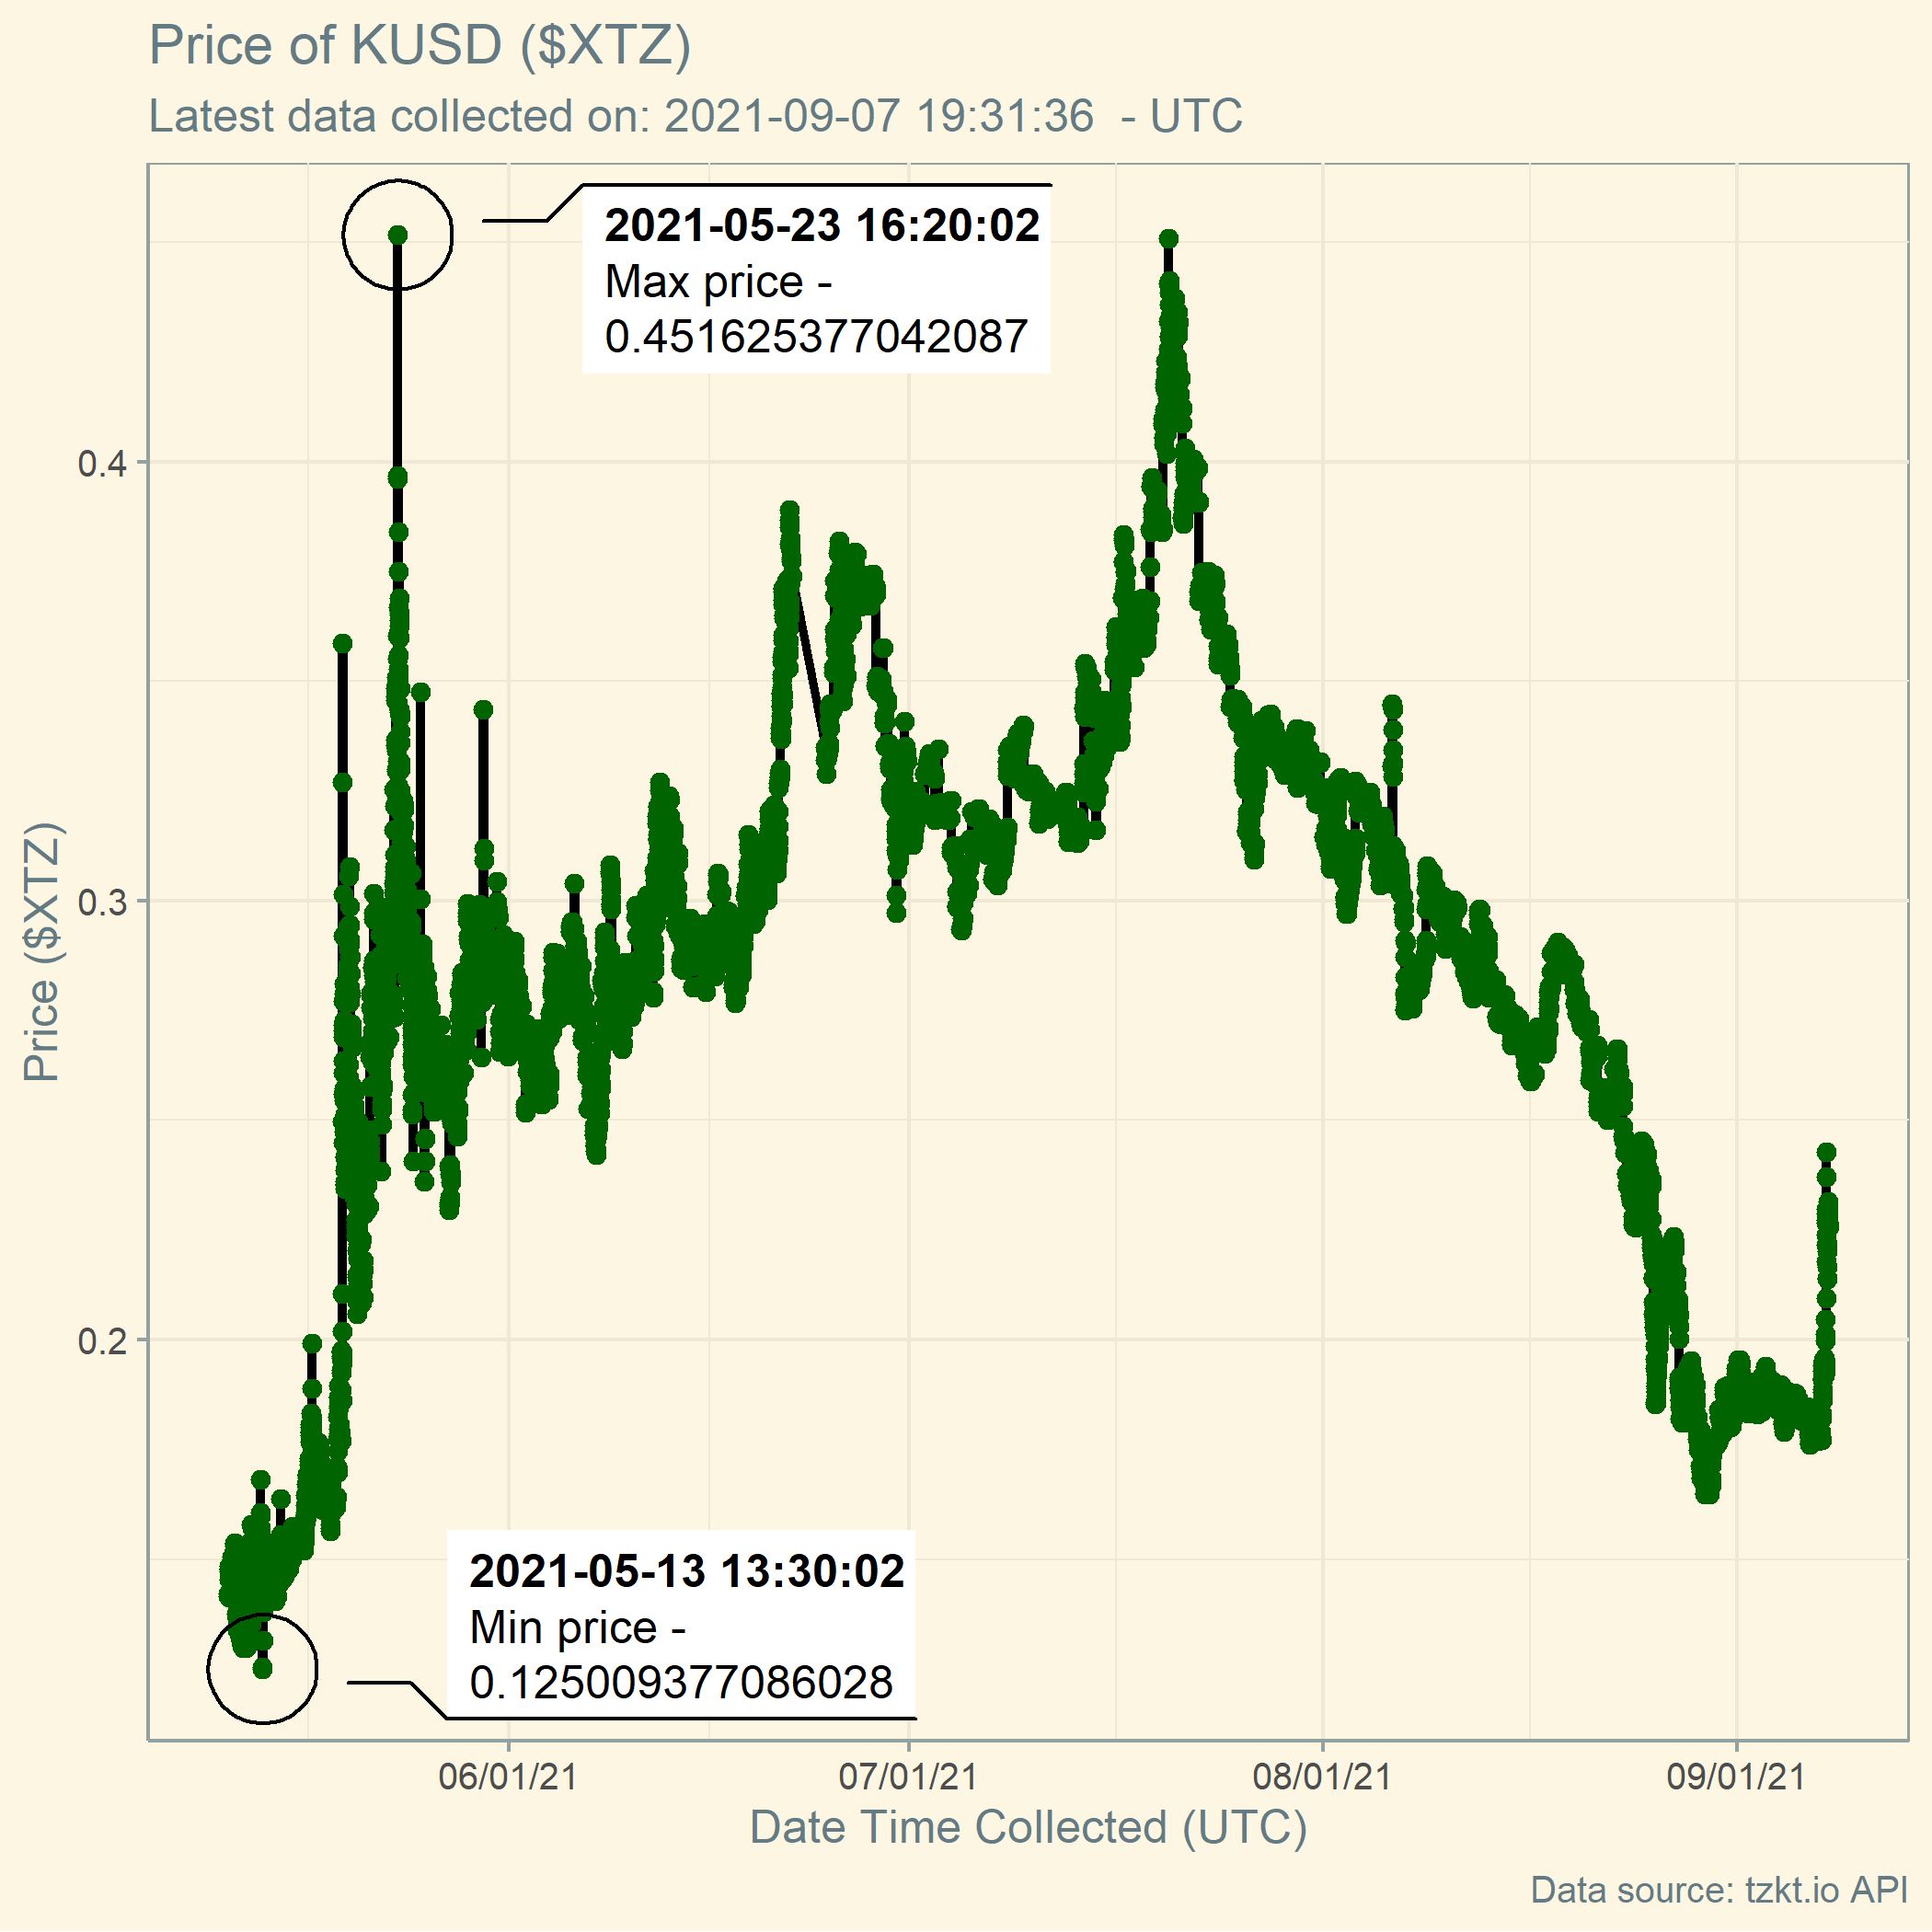 Price of KUSD ($XTZ)
Latest data collected on: 2021-09-07 19:31:36  - UTC
2021-05-23 16:20:02
Max price -
0.451625377042087
0.4
0.3
0.2
Price ($XTZ)
2021-05-13 13:30:02
Min price -
0.125009377086028
06/01/21
07/01/21
08/01/21
09/01/21
Date Time Collected (UTC)
Data source: tzkt.io API